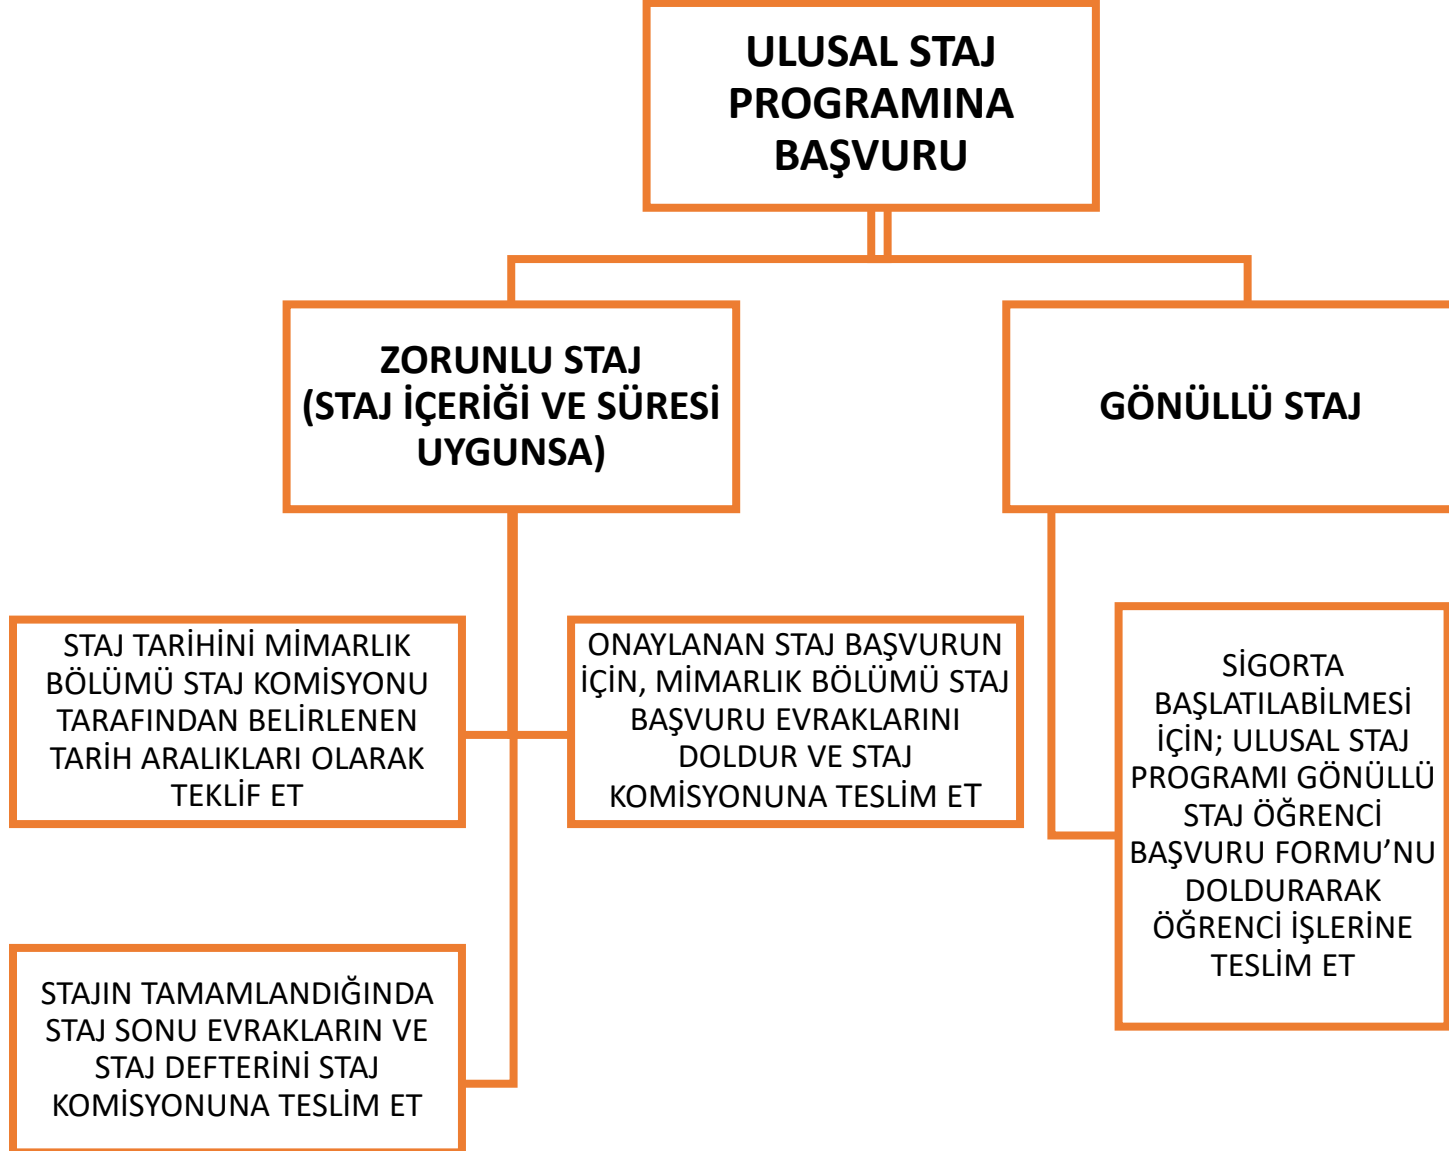 ULUSAL STAJ
PROGRAMINA
BAŞVURU
ZORUNLU STAJ
(STAJ İÇERİĞİ VE SÜRESİ
UYGUNSA)
GÖNÜLLÜ STAJ
STAJ TARİHİNİ MİMARLIK
BÖLÜMÜ STAJ KOMİSYONU
TARAFINDAN BELİRLENEN
TARİH ARALIKLARI OLARAK
TEKLİF ET
ONAYLANAN STAJ BAŞVURUN
İÇİN, MİMARLIK BÖLÜMÜ STAJ
BAŞVURU EVRAKLARINI
DOLDUR VE STAJ
KOMİSYONUNA TESLİM ET
SİGORTA
BAŞLATILABİLMESİ
İÇİN; ULUSAL STAJ
PROGRAMI GÖNÜLLÜ
STAJ ÖĞRENCİ
BAŞVURU FORMU’NU
DOLDURARAK
ÖĞRENCİ İŞLERİNE
TESLİM ET
STAJIN TAMAMLANDIĞINDA
STAJ SONU EVRAKLARIN VE
STAJ DEFTERİNİ STAJ
KOMİSYONUNA TESLİM ET